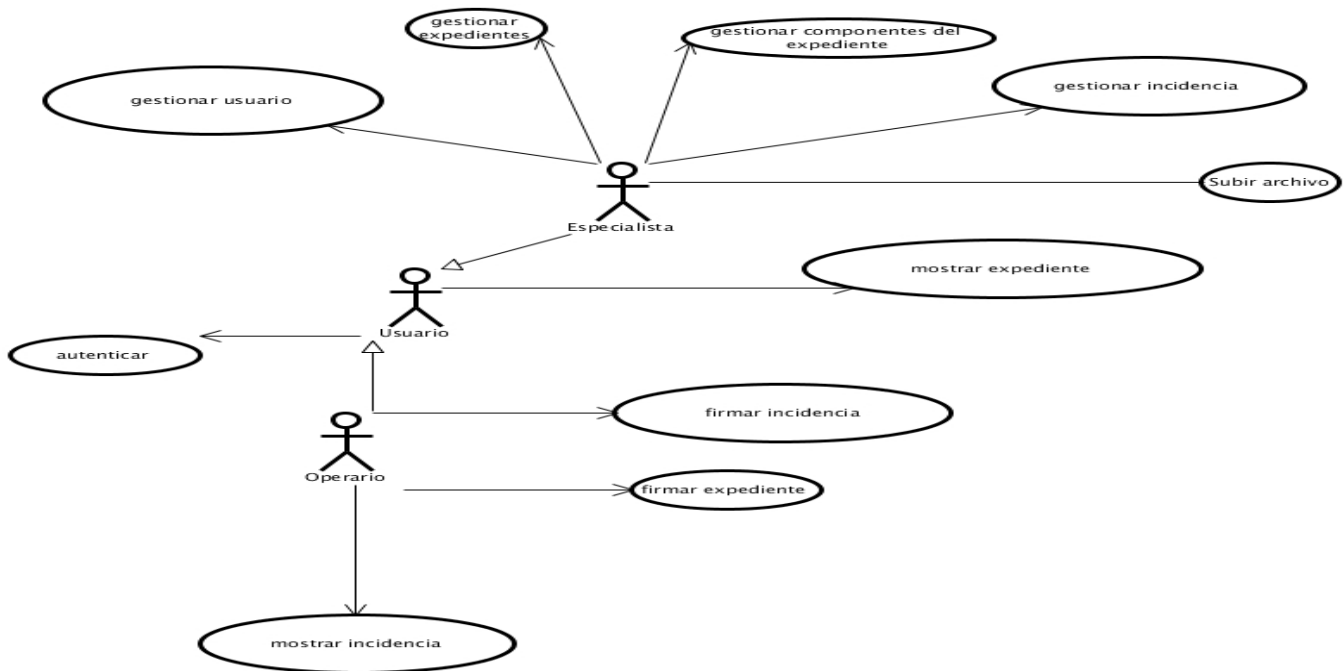 gestionar
expedientes
gestionar componentes del
expediente
gestionar usuario
gestionar incidencia
Subir archivo
Especialista
mostrar expediente
Usuario
autenticar
firmar incidencia
Operario
firmar expediente
mostrar incidencia